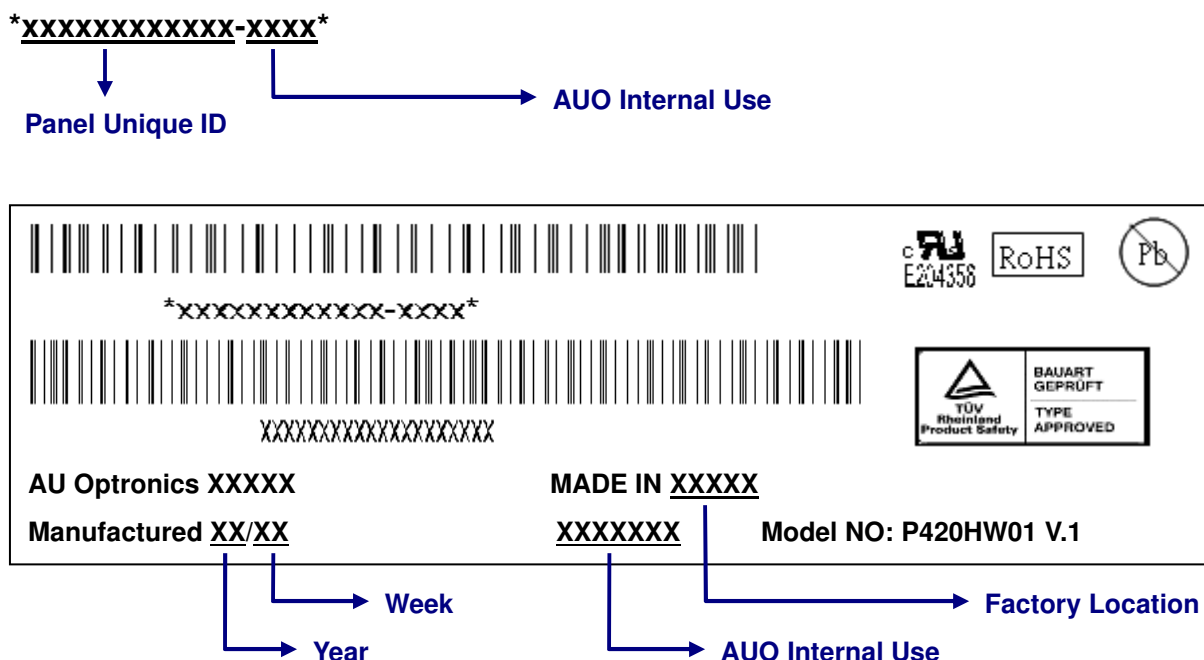 *xxxxxxxxxxxx-xxxx*
AUO Internal Use
Panel Unique ID
c RU
E204356
RoHS
Pb
*xxxxxxxxxxxx-xxxx*
XXXXXXXXXXXXXXXXXXXX
TÜV
Rheinland
Product Safety
BAUART
GEPRÜFT
TYPE
APPROVED
AU Optronics XXXXX
MADE IN XXXXX
Manufactured XX/XX
XXXXXXX
Model NO: P420HW01 V.1
Week
Factory Location
Year
AUO Internal Use